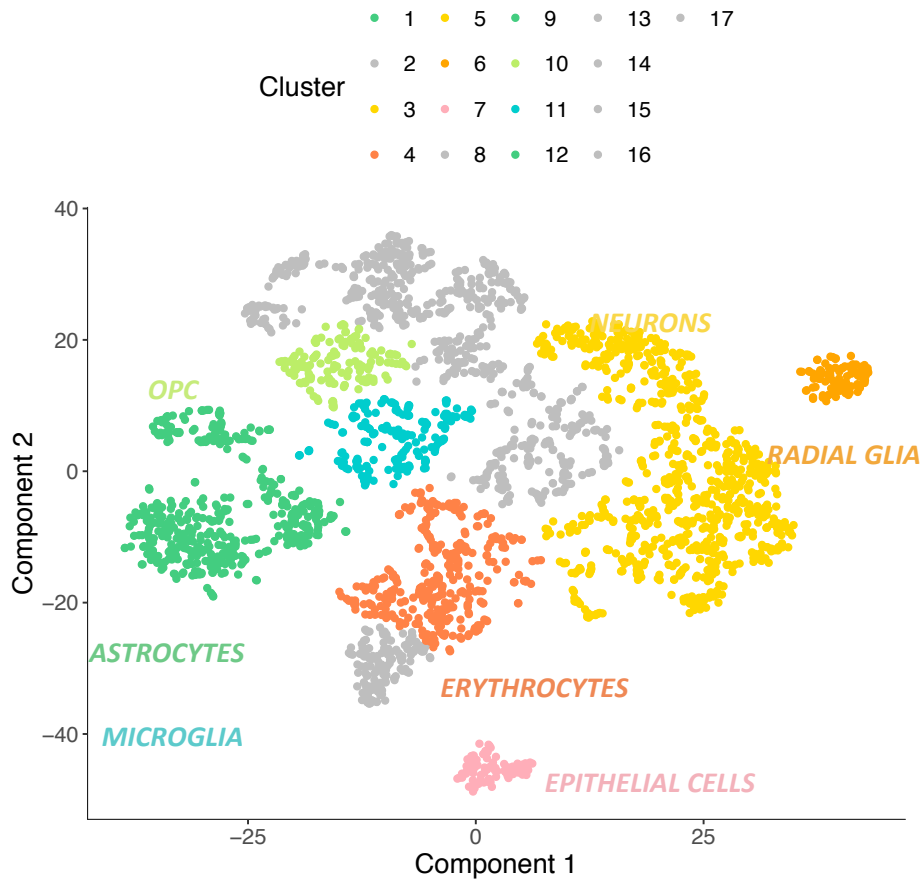 1 5 9 13 17
2 6 10 14
Cluster
3 7 11 15
4 8 12 16
40
NEURONS
20
OPC
RADIAL GLIA
0
Component 2
−20
ASTROCYTES
ERYTHROCYTES
MICROGLIA
−40
EPITHELIAL CELLS
−25 0 25
Component 1